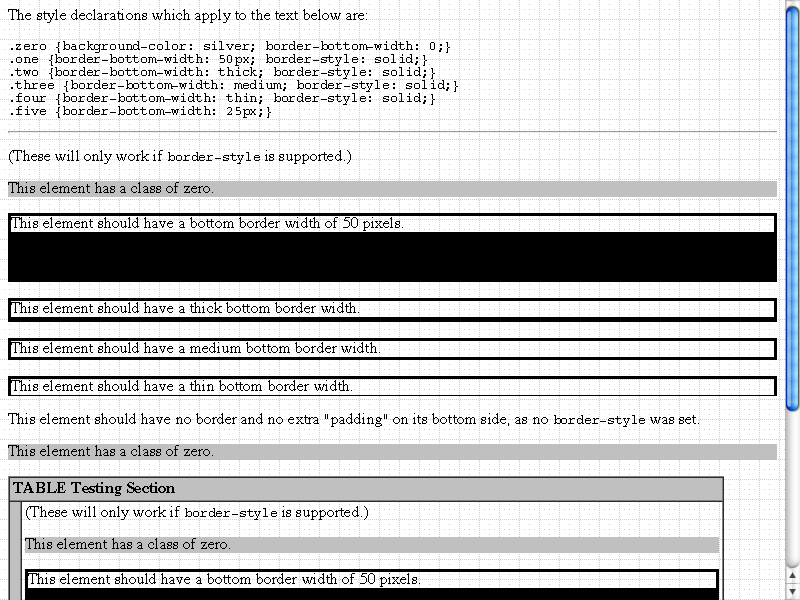 The style declarations which apply to the text below are:
.zero {background-color: silver; border-bottom-width: 0;}
.one {border-bottom-width: 50px; border-style: solid;}
.two {border-bottom-width: thick; border-style: solid;}
.three {border-bottom-width: medium; border-style: solid;}
.four {border-bottom-width: thin; border-style: solid;}
.five {border-bottom-width: 25px;}
(These will only work if border-style is supported.)
This element has a class of zero.
This element should have a bottom border width of 50 pixels.
This element should have a thick bottom border width.
This element should have a medium bottom border width.
This element should have a thin bottom border width.
This element should have no border and no extra "padding" on its bottom side, as no border-style was set.
This element has a class of zero.
TABLE Testing Section
(These will only work if border-style is supported.)
This element has a class of zero.
This element should have a bottom border width of 50 pixels.